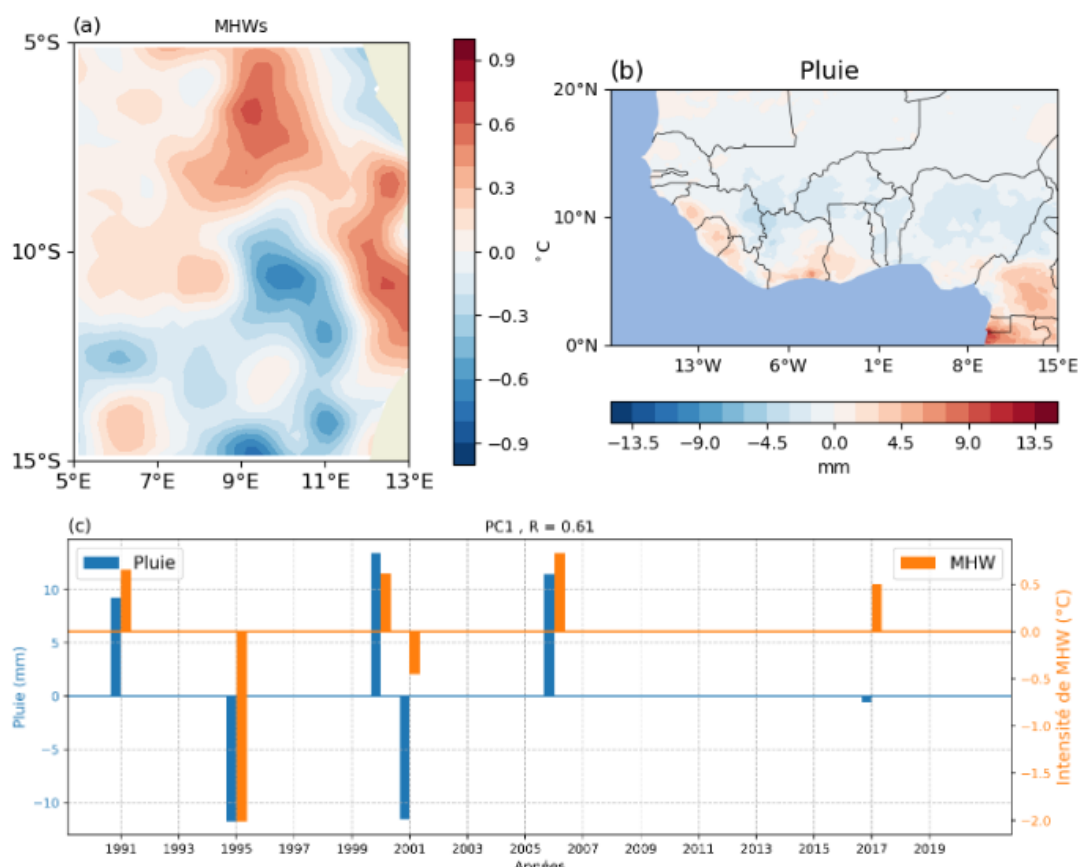 (a)
MHWs
5°S
10°S
15°S
5°E 7°E 9°E 11°E 13°E
0.9
0.6
0.3
0.0
−0.3
−0.6
−0.9
°C
(b)
Pluie
20°N
10°N
0°N
13°W 6°W 1°E 8°E 15°E
−13.5 −9.0 −4.5 0.0 4.5 9.0 13.5
mm
(c)
PC1 , R = 0.61
Pluie
MHW
10
5
0
−5
−10
Pluie (mm)
0.5
0.0
−0.5
−1.0
−1.5
−2.0
Intensité de MHW (°C)
1991 1993 1995 1997 1999 2001 2003 2005 2007 2009 2011 2013 2015 2017 2019
Années